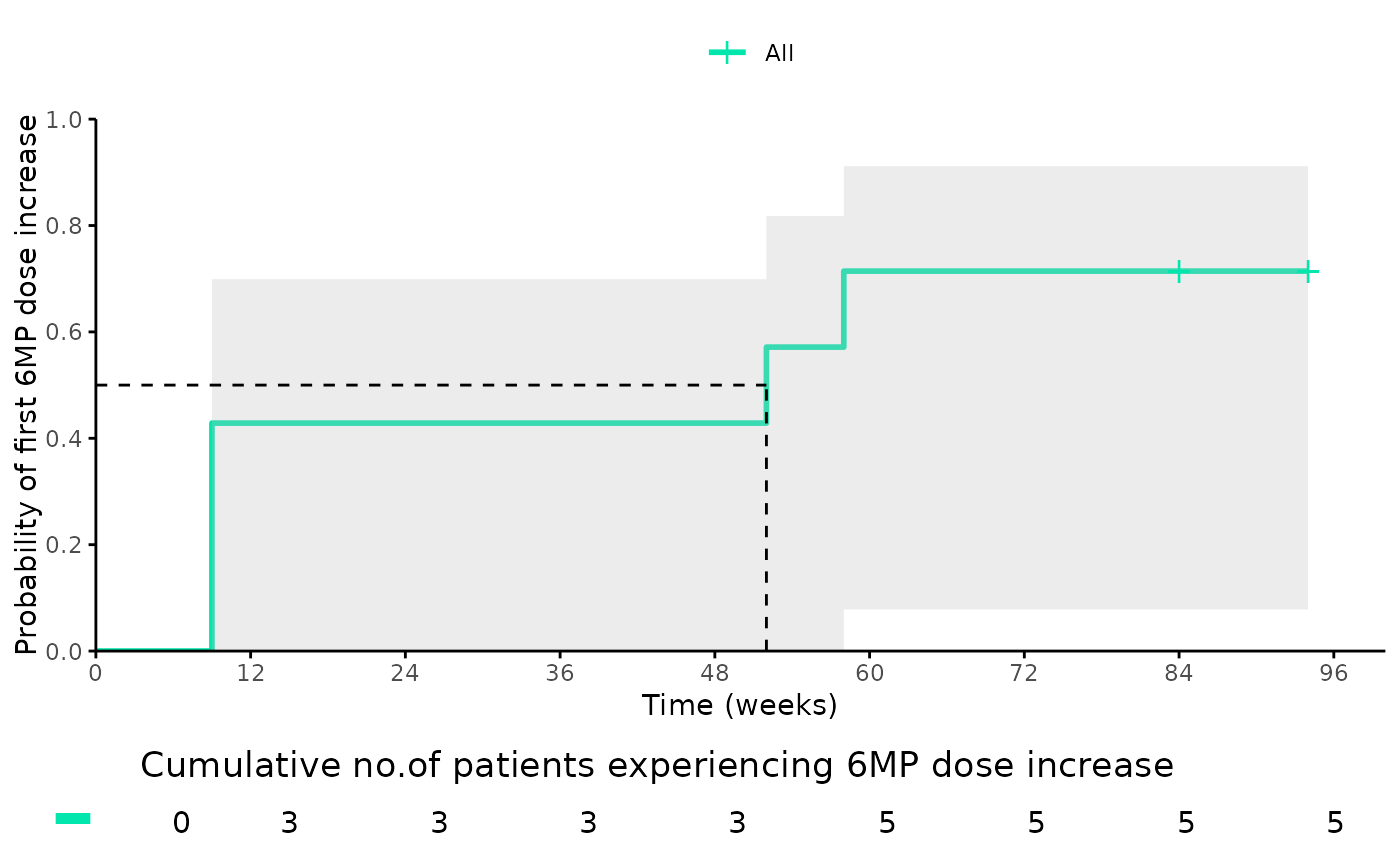 All
Probability of first 6MP dose increase
1.0
0.8
0.6
0.4
0.2
0.0
0 12 24 36 48 60 72 84 96
Time (weeks)
Cumulative no.of patients experiencing 6MP dose increase
0 3 3 3 3 5 5 5 5